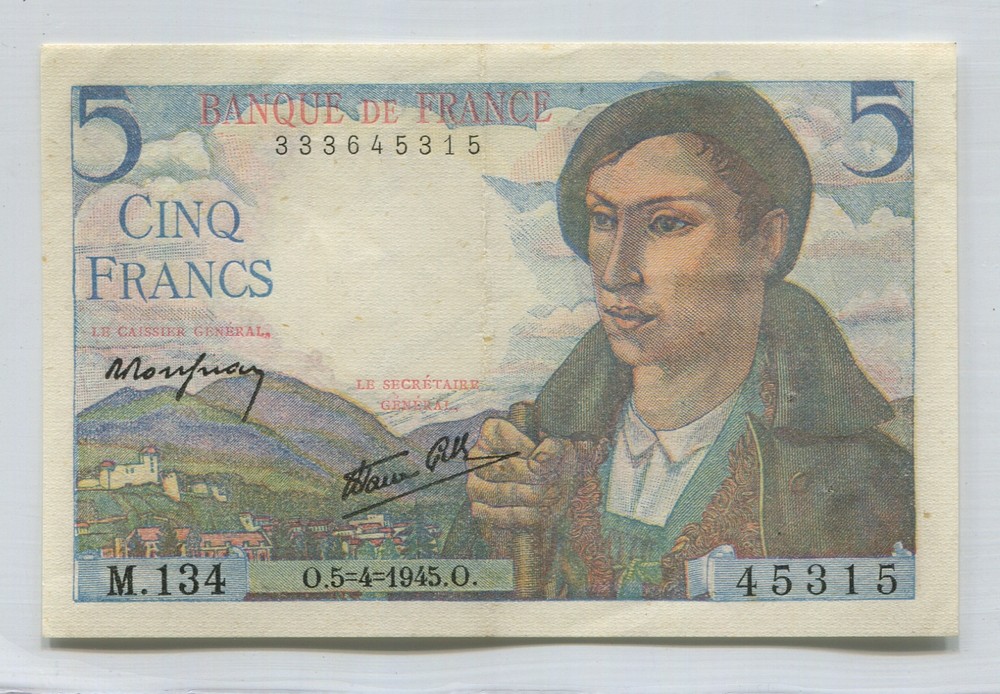 5 5
BANQUE DE FRANCE
333645315
CINQ
FRANCS
LE CAISSIER GÉNÉRAL,
LE SECRÉTAIRE
GÉNÉRAL,
M.134
O.5=4=1945.O.
45315